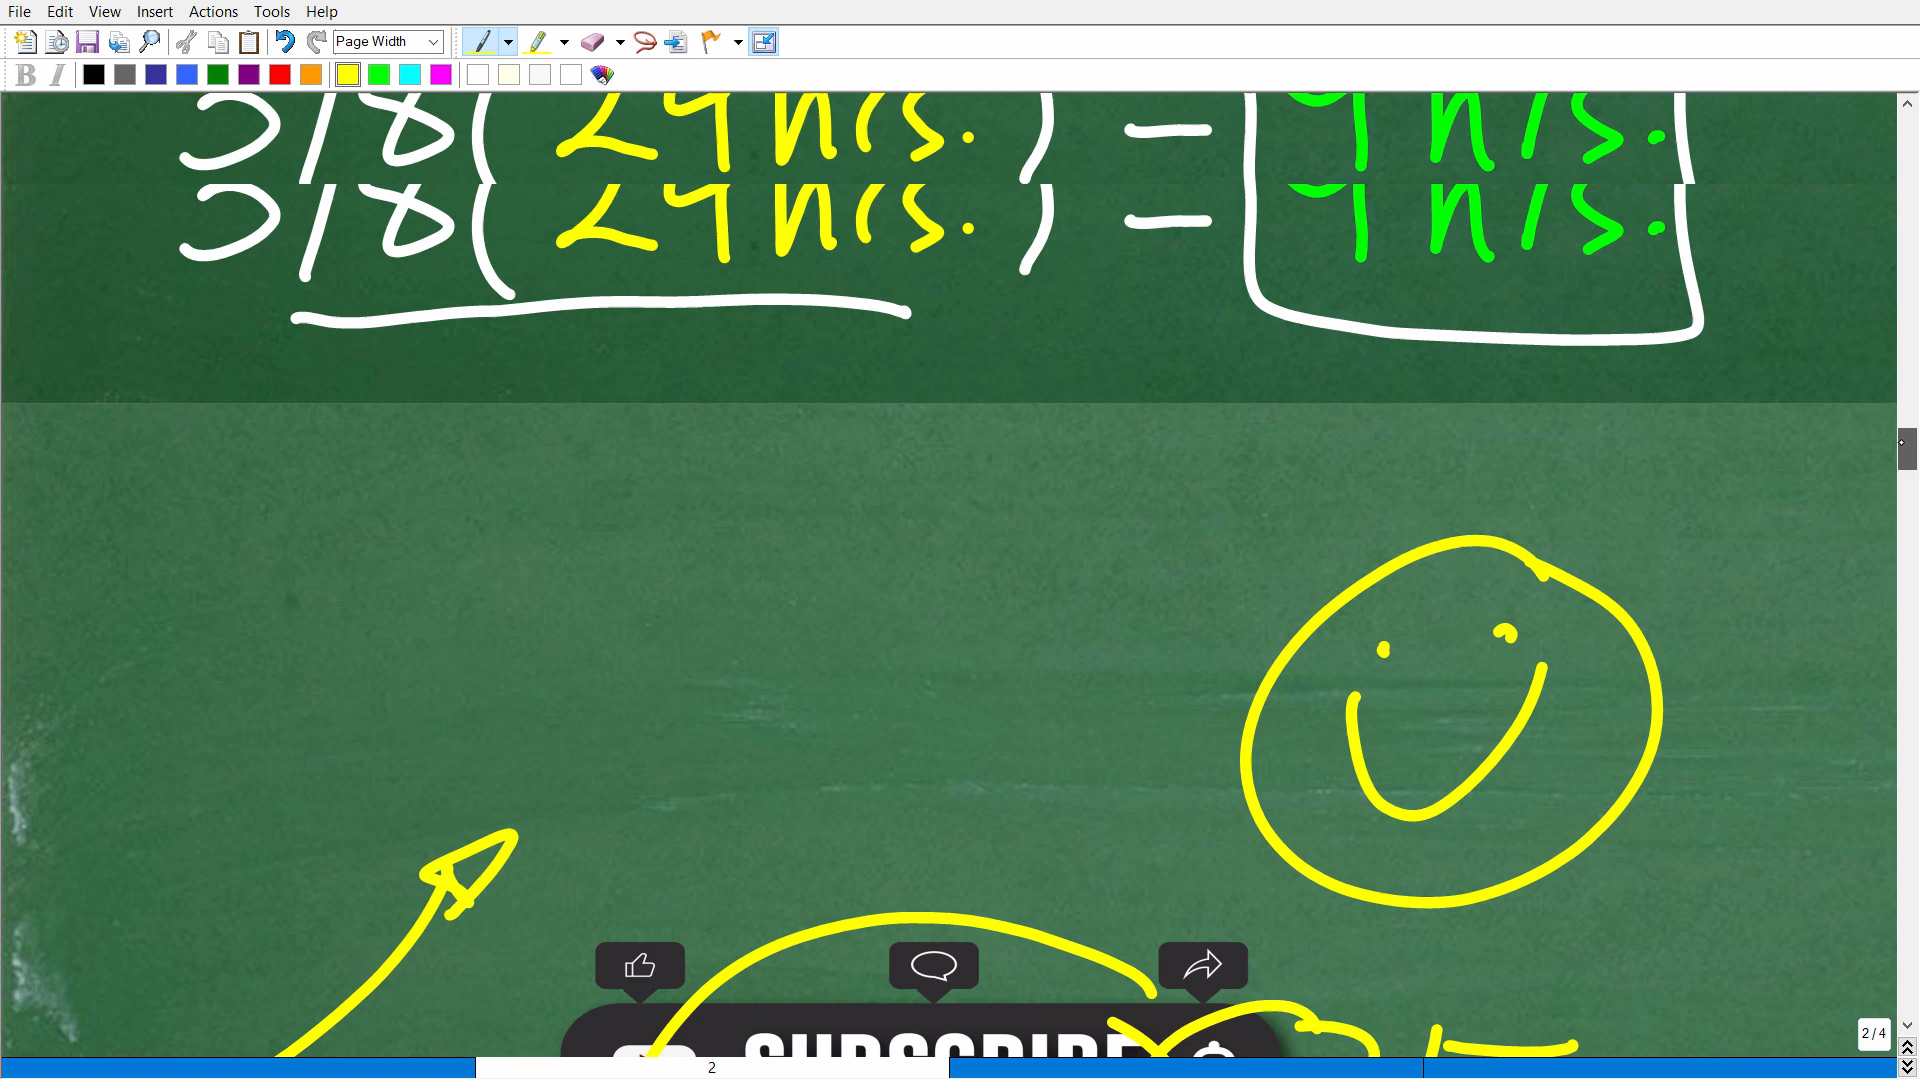 File Edit View Insert Actions Tools Help
Page Width
B I
3/8( 24 hrs. ) = 9 hrs.
3/8( 24 hrs. ) = 9 hrs.
SUBSCRIBE
2 / 4
2